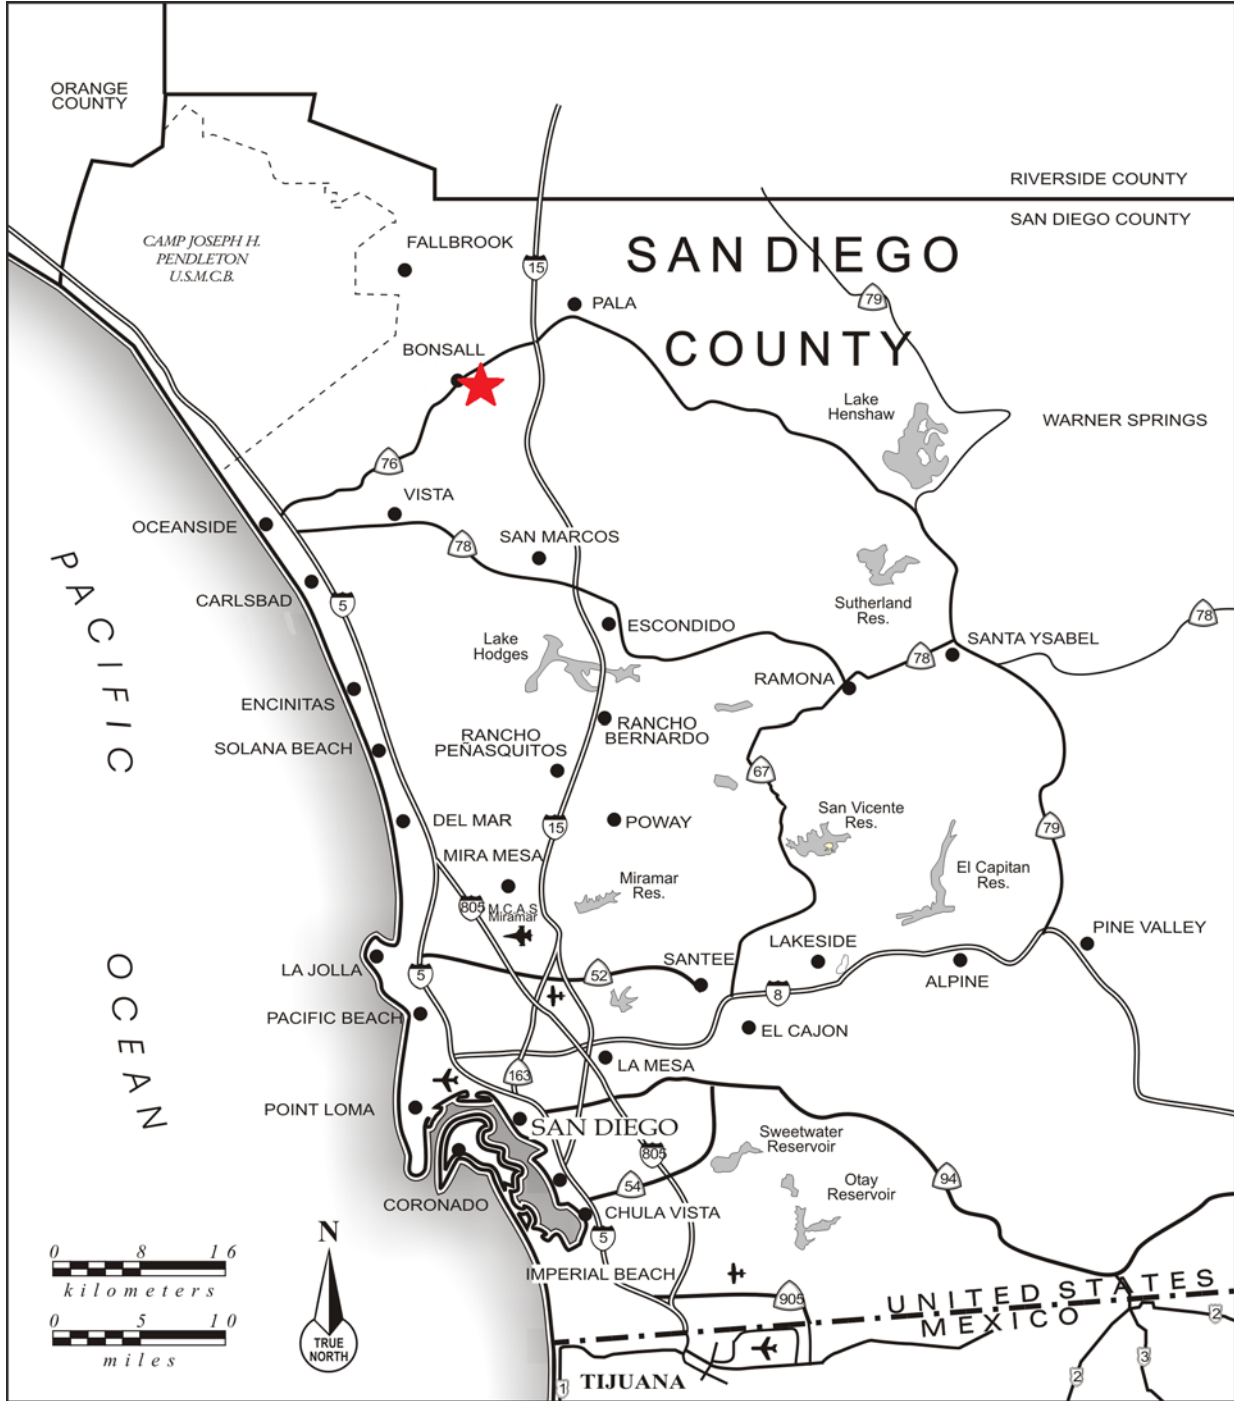 ORANGE
COUNTY
RIVERSIDE COUNTY
SAN DIEGO COUNTY
CAMP JOSEPH H.
PENDLETON
U.S.M.C.B.
FALLBROOK
SAN DIEGO
COUNTY
15
79
PALA
BONSALL
Lake
Henshaw
WARNER SPRINGS
76
VISTA
OCEANSIDE
78
SAN MARCOS
CARLSBAD
5
Sutherland
Res.
78
ESCONDIDO
SANTA YSABEL
78
Lake
Hodges
RAMONA
ENCINITAS
SOLANA BEACH
RANCHO
PEÑASQUITOS
RANCHO
BERNARDO
67
San Vicente
Res.
DEL MAR
15
POWAY
79
MIRA MESA
El Capitan
Res.
Miramar
Res.
805
M C A S
Miramar
PINE VALLEY
LAKESIDE
SANTEE
LA JOLLA
5
52
ALPINE
8
PACIFIC BEACH
EL CAJON
LA MESA
163
POINT LOMA
SAN DIEGO
Sweetwater
Reservoir
805
54
Otay
Reservoir
94
CORONADO
CHULA VISTA
5
IMPERIAL BEACH
905
UNITED STATES
MEXICO
2
2
3
1
TIJUANA
PACIFIC
OCEAN
N
TRUE
NORTH
0 8 16
kilometers
0 5 10
miles